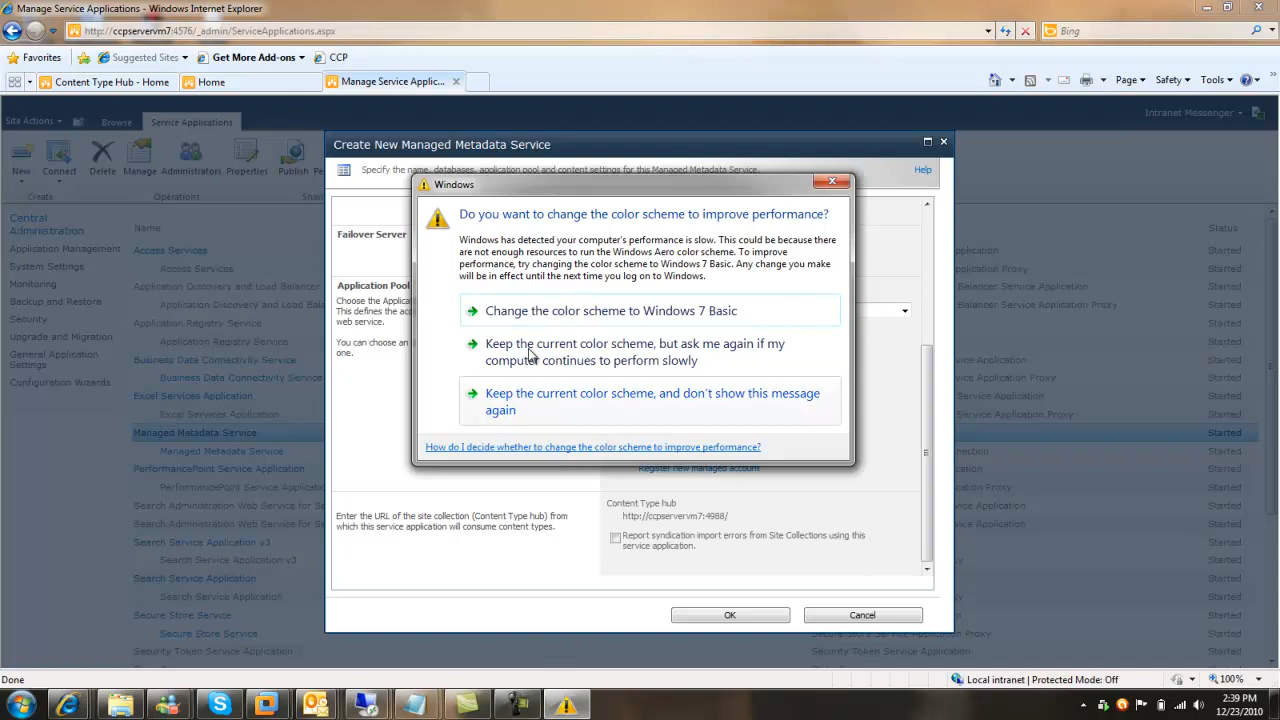 Manage Service Applications - Windows Internet Explorer
http://ccpservervm7:4576/_admin/ServiceApplications.aspx
Bing
Favorites
Suggested Sites
Get More Add-ons
CCP
Content Type Hub - Home
Home
Manage Service Applic...
Page
Safety
Tools
Site Actions
Browse
Service Applications
Intranet Messenger
New
Connect
Delete
Manage
Administrators
Properties
Publish
Create
Operations
Create New Managed Metadata Service
Specify the name, databases, application pool and content settings for this Managed Metadata Service.
Help
Windows
Do you want to change the color scheme to improve performance?
Windows has detected your computer's performance is slow. This could be because there
are not enough resources to run the Windows Aero color scheme. To improve
performance, try changing the color scheme to Windows 7 Basic. Any change you make
will be in effect until the next time you log on to Windows.
Change the color scheme to Windows 7 Basic
Keep the current color scheme, but ask me again if my
computer continues to perform slowly
Keep the current color scheme, and don't show this message
again
How do I decide whether to change the color scheme to improve performance?
Failover Server
Application Pool
Choose the Applic
This defines the acc
web service.
You can choose an
one.
Register new managed account
Enter the URL of the site collection (Content Type hub) from
which this service application will consume content types.
Content Type hub
http://ccpservervm7:4988/
Report syndication import errors from Site Collections using this
service application.
OK
Cancel
Central
Administration
Application Management
System Settings
Monitoring
Backup and Restore
Security
Upgrade and Migration
General Application
Settings
Configuration Wizards
Name
Status
Access Services
Started
Access Services
Started
Application Discovery and Load Balancer
Balancer Service Application
Started
Application Discovery and Load
Balancer Service Application Proxy
Started
Application Registry Service
Started
Application Registry Service
Started
Business Data Connectivity Service
Started
Business Data Connectivity Service
Started
Excel Services Application
Started
Excel Services Application
Started
Managed Metadata Service
Started
Managed Metadata Service
Started
PerformancePoint Service Application
Started
PerformancePoint Service Applicatio
Started
Search Administration Web Service for
Started
Search Administration Web Service
Started
Search Service Application v3
Started
Search Service Application v3
Started
Search Service Application
Started
Search Service Application
Started
Secure Store Service
Started
Secure Store Service
Started
Security Token Service Application
Started
Done
Local intranet | Protected Mode: Off
100%
2:39 PM
12/23/2010